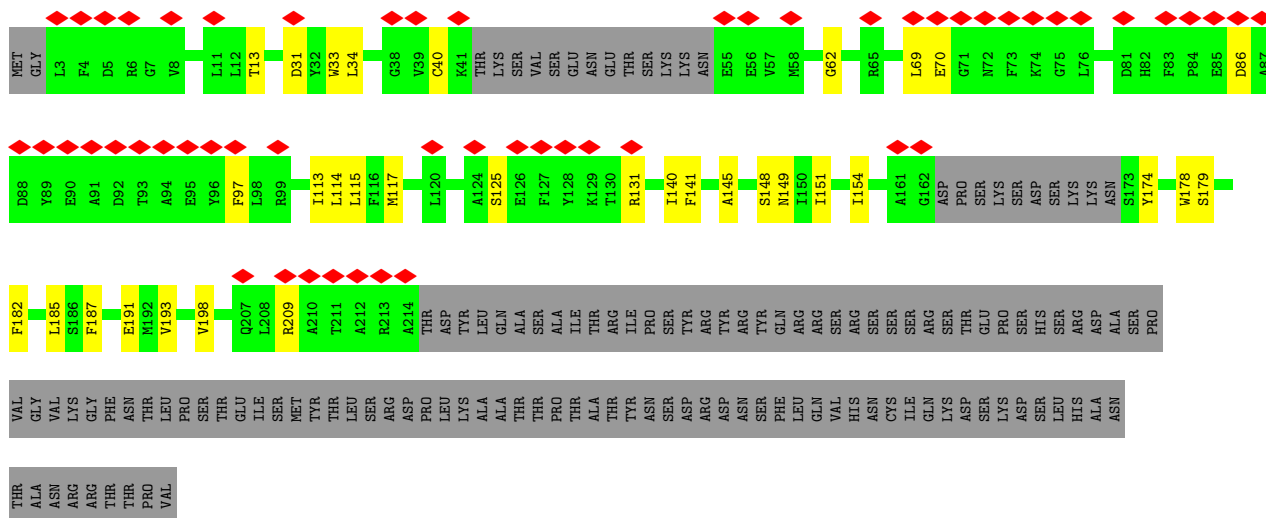 MET GLY L3 F4 D5 R6 G7 V8 L11 L12 T13 D31 Y32 W33 L34 G38 V39 C40 K41 THR LYS SER VAL SER GLU ASN GLU THR SER LYS LYS ASN E55 E56 V57 M58 G62 R65 L69 E70 G71 N72 F73 K74 G75 L76 D81 H82 F83 P84 E85 D86 A87
D88 Y89 E90 A91 D92 T93 A94 E95 Y96 F97 L98 R99 I113 L114 L115 F116 M117 L120 A124 S125 E126 F127 Y128 K129 T130 R131 I140 F141 A145 S148 N149 I150 I151 I154 A161 G162 ASP PRO SER LYS SER ASP SER LYS LYS ASN S173 Y174 W178 S179
F182 L185 S186 F187 E191 M192 V193 V198 Q207 L208 R209 A210 T211 A212 R213 A214 THR ASP TYR LEU GLN ALA SER ALA ILE THR ARG ILE PRO SER TYR ARG TYR ARG TYR GLN ARG ARG SER ARG SER SER SER ARG SER THR GLU PRO SER HIS SER ARG ASP ALA SER PRO
VAL GLY VAL LYS GLY PHE ASN THR LEU PRO SER THR GLU ILE SER MET TYR THR LEU SER ARG ASP PRO LEU LYS ALA ALA THR THR PRO THR ALA THR TYR ASN SER ASP ARG ASP ASN SER PHE LEU GLN VAL HIS ASN CYS ILE GLN LYS ASP SER LYS ASP SER LEU HIS ALA ASN
THR ALA ASN ARG ARG THR THR PRO VAL